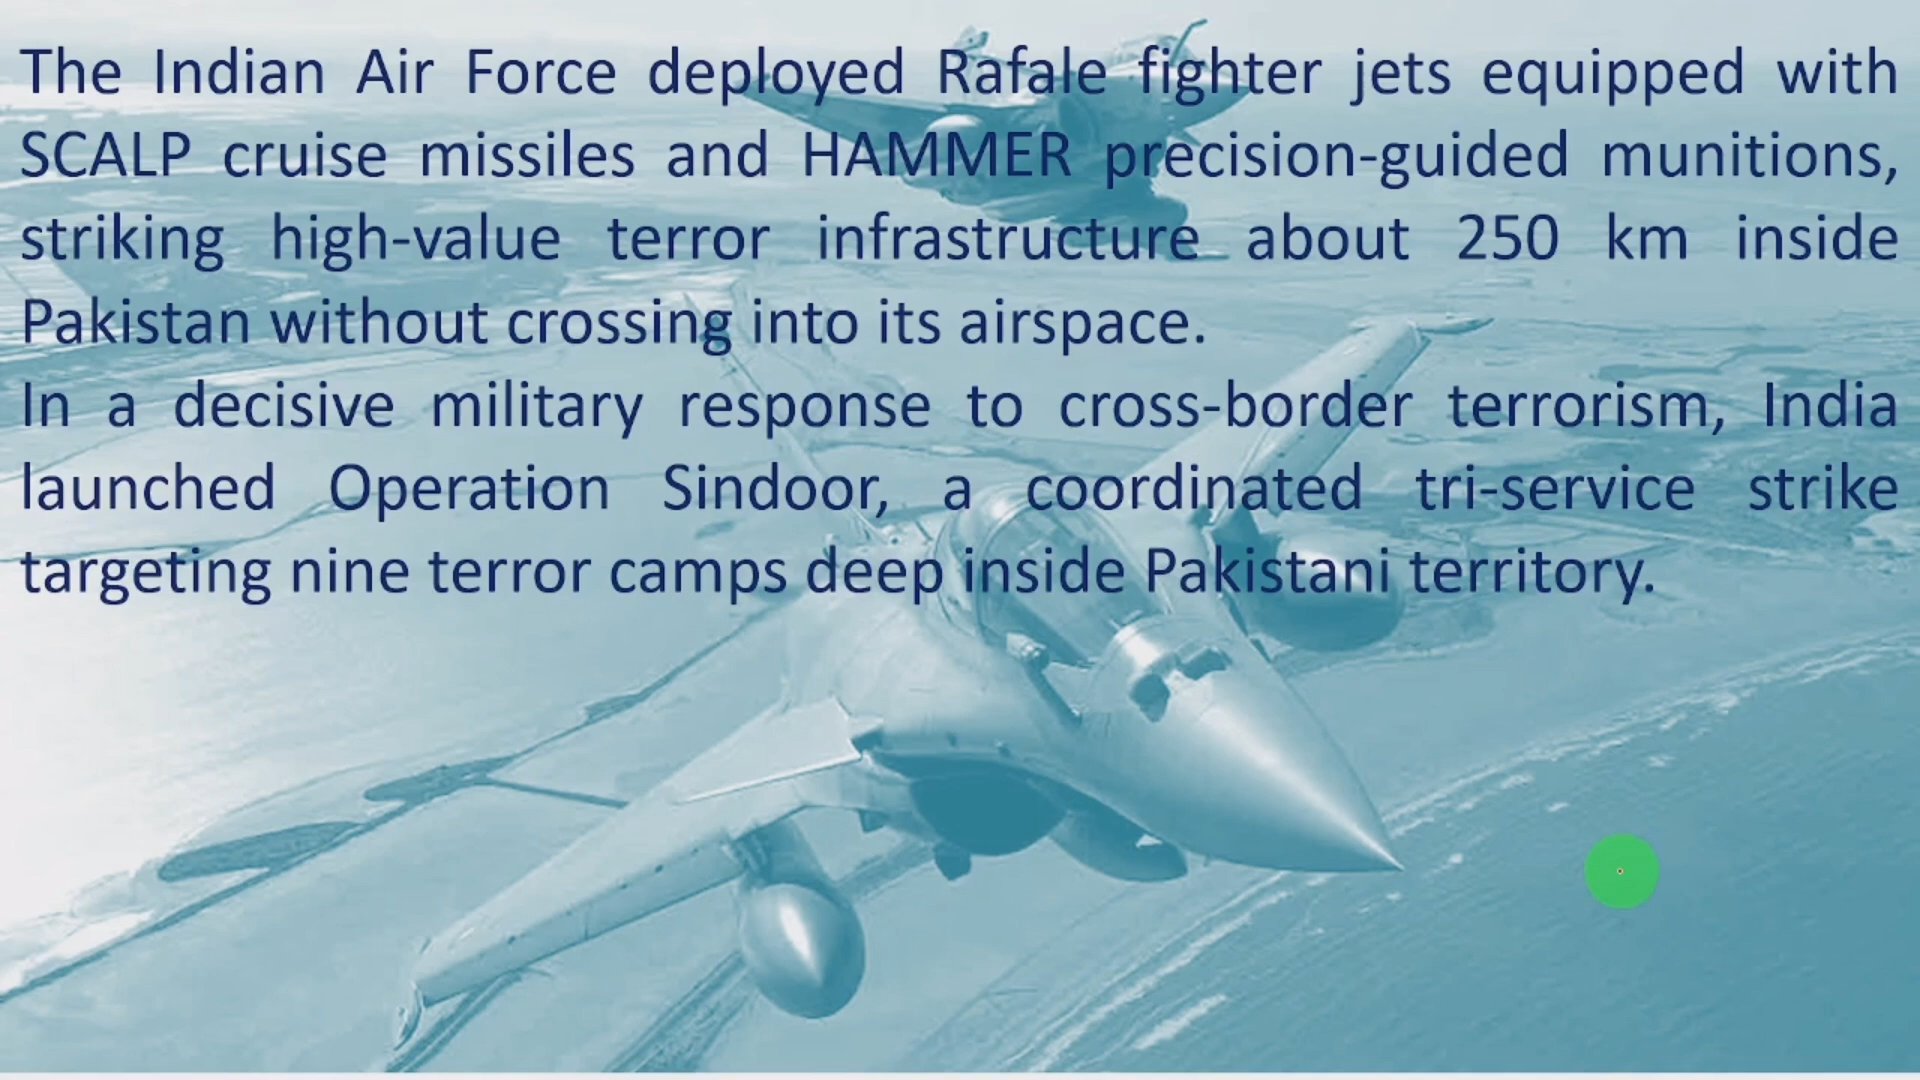 The Indian Air Force deployed Rafale fighter jets equipped with
SCALP cruise missiles and HAMMER precision-guided munitions,
striking high-value terror infrastructure about 250 km inside
Pakistan without crossing into its airspace.
In a decisive military response to cross-border terrorism, India
launched Operation Sindoor, a coordinated tri-service strike
targeting nine terror camps deep inside Pakistani territory.